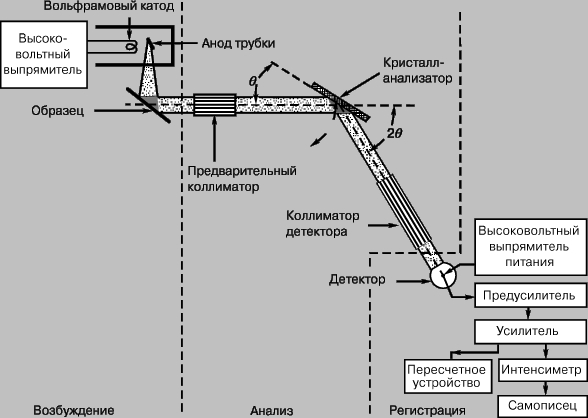 Вольфрамовый катод
Высоко-
вольтный
выпрямитель
Анод трубки
Образец
Предварительный
коллиматор
θ
Кристалл-
анализатор
2θ
Коллиматор
детектора
Детектор
Высоковольтный
выпрямитель
питания
Предусилитель
Усилитель
Пересчетное
устройство
Интенсиметр
Самописец
Возбуждение
Анализ
Регистрация